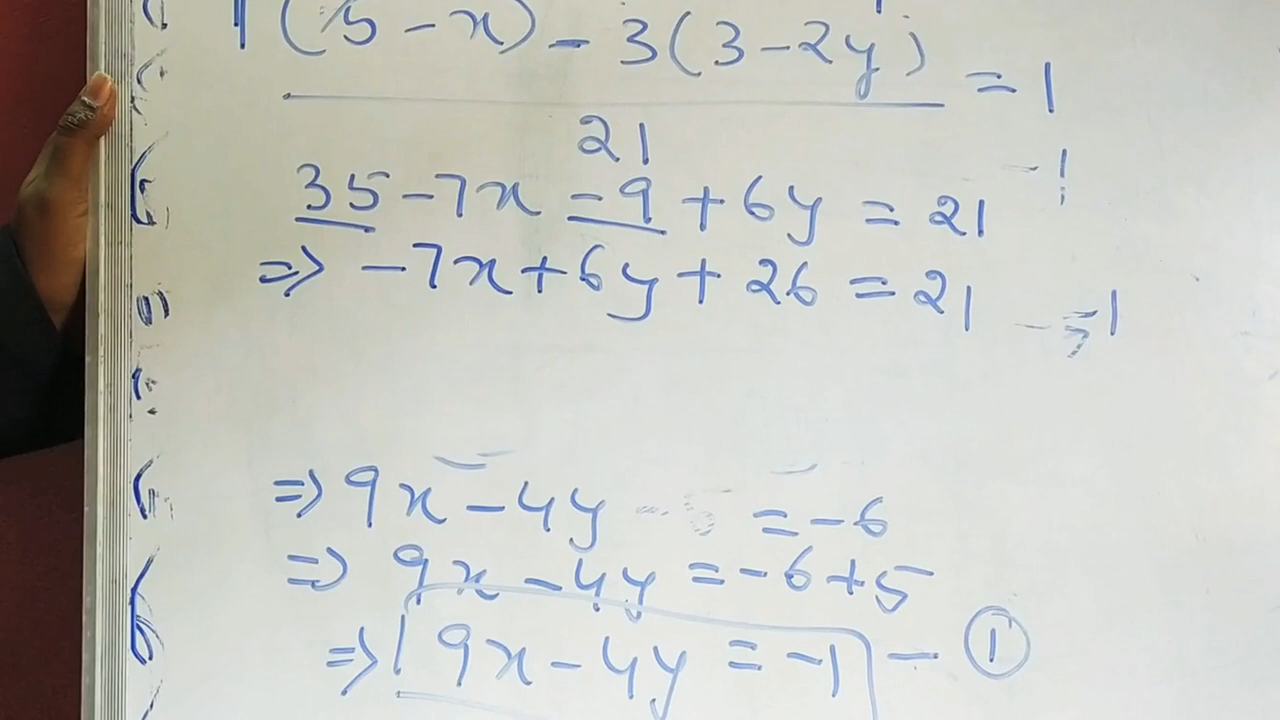 (5 - x) - 3(3 - 2y)
= 1
21
35 - 7x - 9 + 6y = 21
⇒ -7x + 6y + 26 = 21
⇒ 9x - 4y - 5 = -6
⇒ 9x - 4y = -6 + 5
⇒ 9x - 4y = -1 - ①